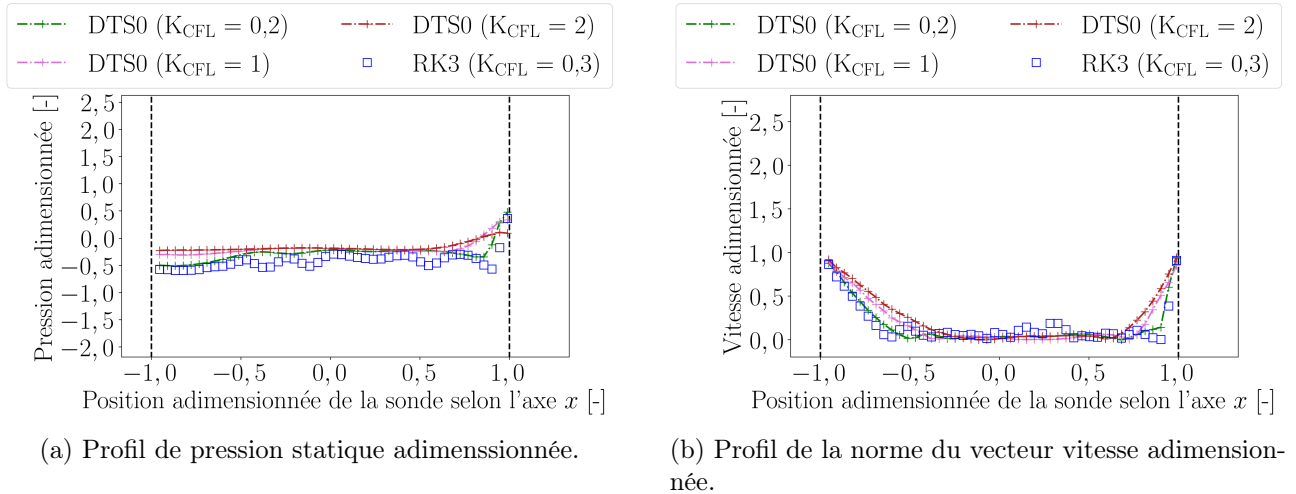 DTS0 (K_CFL = 0,2)
DTS0 (K_CFL = 2)
DTS0 (K_CFL = 1)
RK3 (K_CFL = 0,3)
Pression adimensionnée [-]
2, 5
2, 0
1, 5
1, 0
0, 5
0, 0
−0, 5
−1, 0
−1, 5
−2, 0
−1, 0
−0, 5
0, 0
0, 5
1, 0
Position adimensionnée de la sonde selon l'axe x [-]
(a) Profil de pression statique adimenssionnée.
DTS0 (K_CFL = 0,2)
DTS0 (K_CFL = 2)
DTS0 (K_CFL = 1)
RK3 (K_CFL = 0,3)
Vitesse adimensionnée [-]
2, 5
2, 0
1, 5
1, 0
0, 5
0, 0
−1, 0
−0, 5
0, 0
0, 5
1, 0
Position adimensionnée de la sonde selon l'axe x [-]
(b) Profil de la norme du vecteur vitesse adimension-
née.